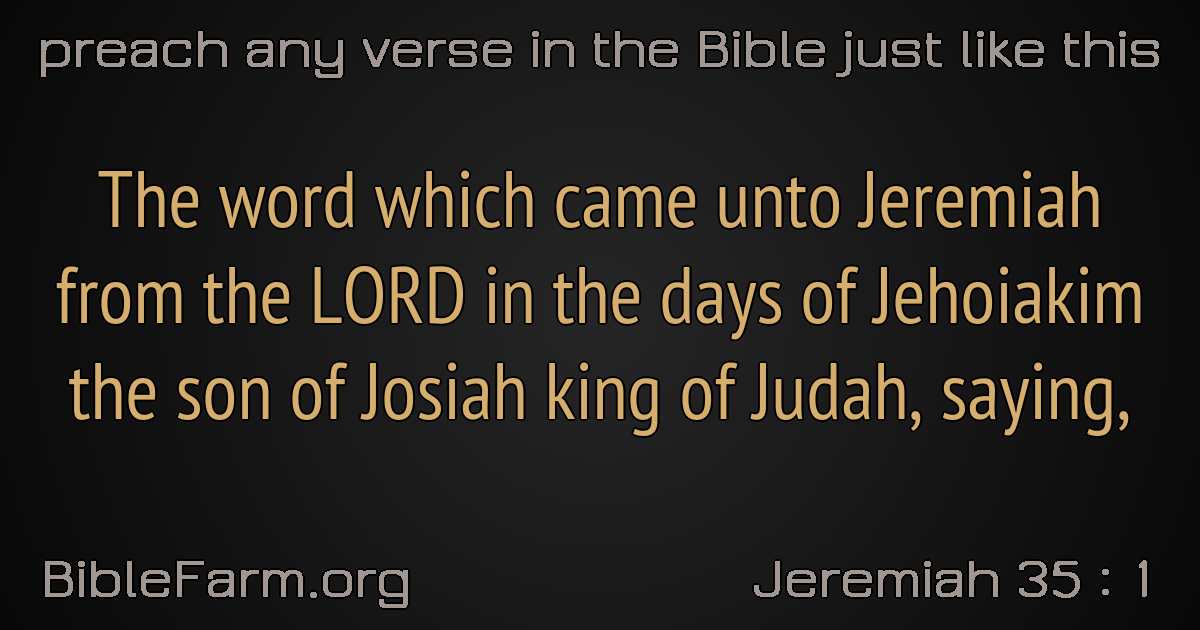 preach any verse in the Bible just like this
The word which came unto Jeremiah
from the LORD in the days of Jehoiakim
the son of Josiah king of Judah, saying,
BibleFarm.org
Jeremiah 35 : 1